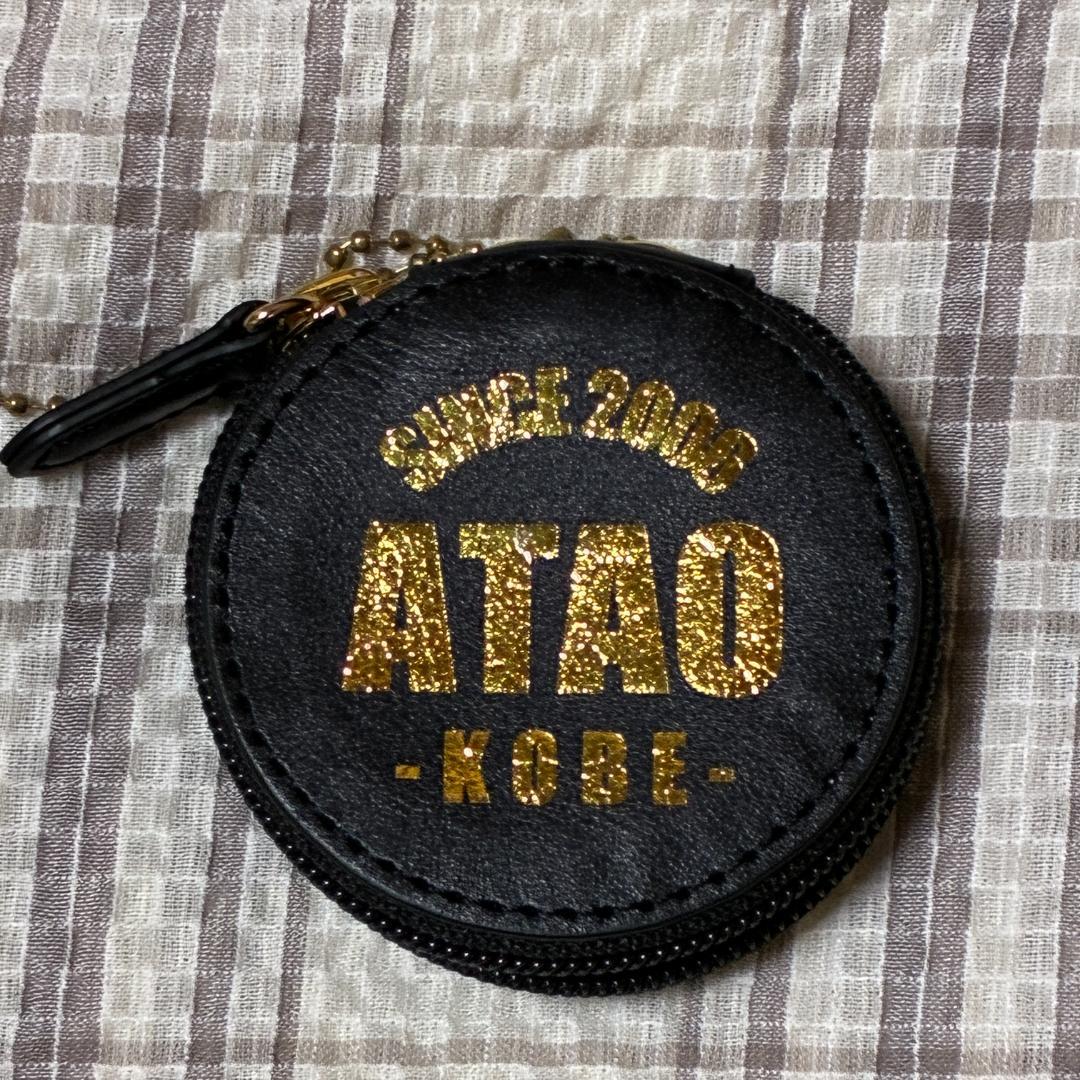 SINCE 2006
ATAO
-KOBE-